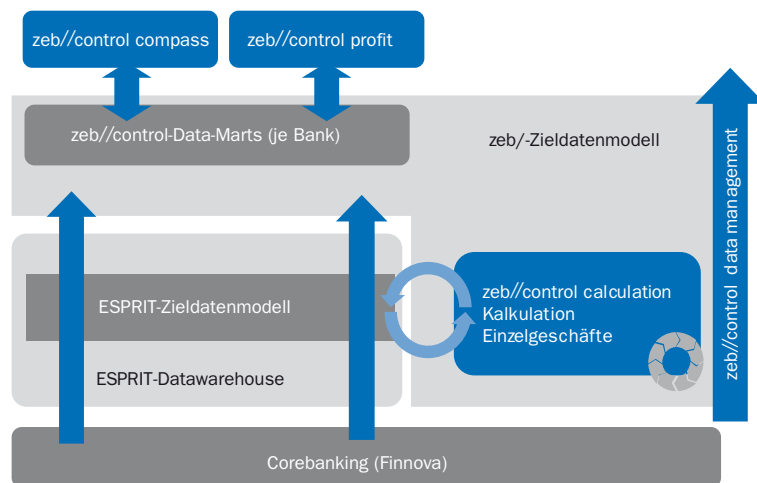 zeb//control compass
zeb//control profit
zeb//control-Data-Marts (je Bank)
zeb/-Zieldatenmodell
ESPRIT-Zieldatenmodell
zeb//control calculation
Kalkulation
Einzelgeschäfte
ESPRIT-Datawarehouse
zeb//control data management
Corebanking (Finnova)